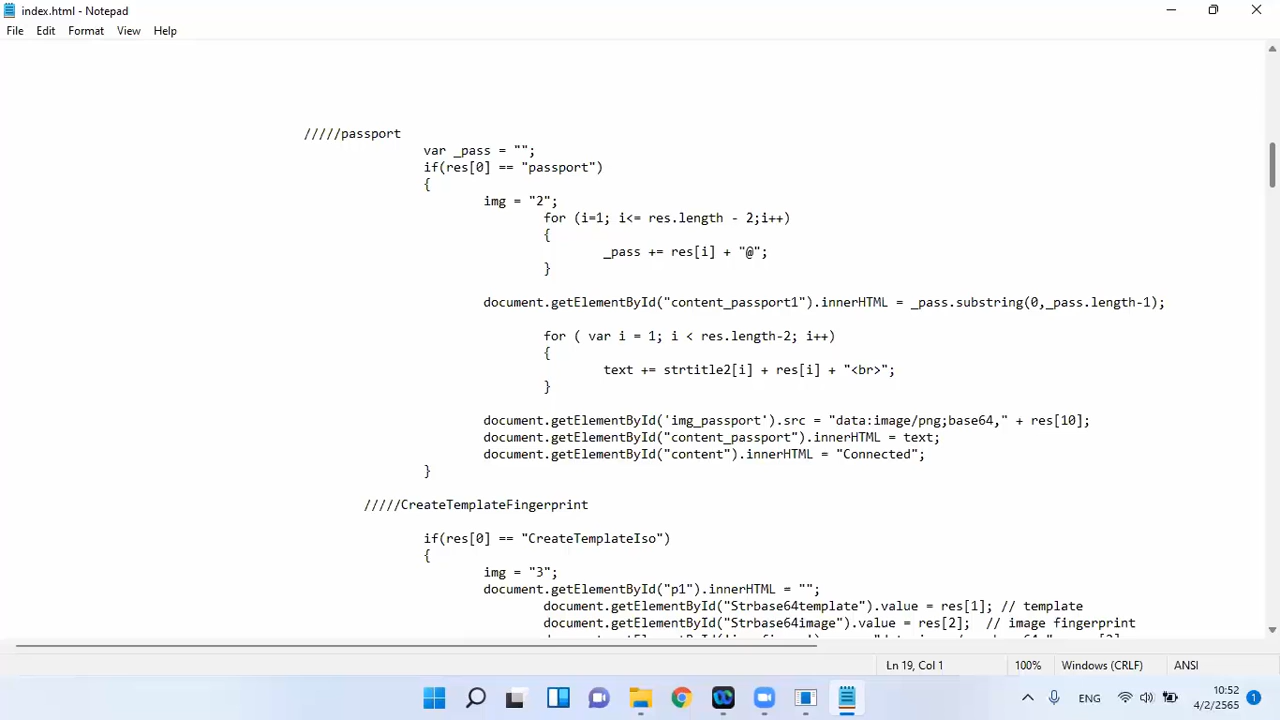 index.html - Notepad
File Edit Format View Help
/////passport
var _pass = "";
if(res[0] == "passport")
{
img = "2";
for (i=1; i<= res.length - 2;i++)
{
_pass += res[i] + "@";
}
document.getElementById("content_passport1").innerHTML = _pass.substring(0,_pass.length-1);
for ( var i = 1; i < res.length-2; i++)
{
text += strtitle2[i] + res[i] + "<br>";
}
document.getElementById('img_passport').src = "data:image/png;base64," + res[10];
document.getElementById("content_passport").innerHTML = text;
document.getElementById("content").innerHTML = "Connected";
}
/////CreateTemplateFingerprint
if(res[0] == "CreateTemplateIso")
{
img = "3";
document.getElementById("p1").innerHTML = "";
document.getElementById("Strbase64template").value = res[1]; // template
document.getElementById("Strbase64image").value = res[2]; // image fingerprint
Ln 19, Col 1 100% Windows (CRLF) ANSI
ENG 10:52
4/2/2565 1